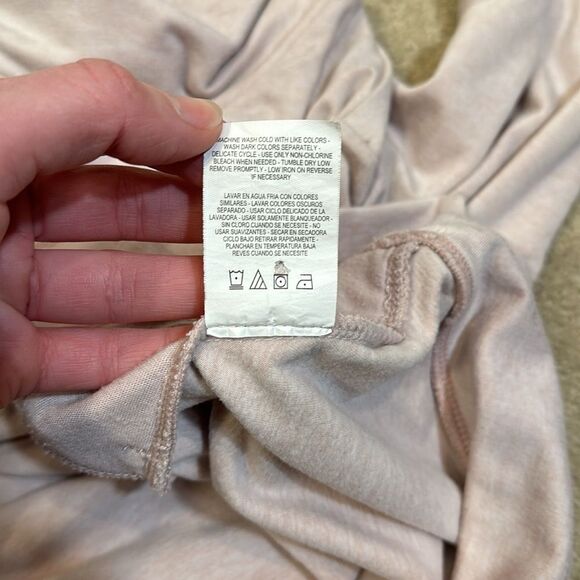 MACHINE WASH COLD WITH LIKE COLORS -
WASH DARK COLORS SEPARATELY -
DELICATE CYCLE - USE ONLY NON-CHLORINE
BLEACH WHEN NEEDED - TUMBLE DRY LOW
REMOVE PROMPTLY - LOW IRON ON REVERSE
IF NECESSARY
LAVAR EN AGUA FRIA CON COLORES
SIMILARES - LAVAR COLORES OSCUROS
SEPARADO - USAR CICLO DELICADO DE LA
LAVADORA - USAR SOLAMENTE BLANQUEADOR
SIN CLORO CUANDO ES NECESARIO - NO
USAR SUAVIZANTES - SECAR EN SECADORA
CICLO BAJO RETIRAR RAPIDAMENTE -
PLANCHAR EN TEMPERATURA BAJA
REVES CUANDO SE NECESITE